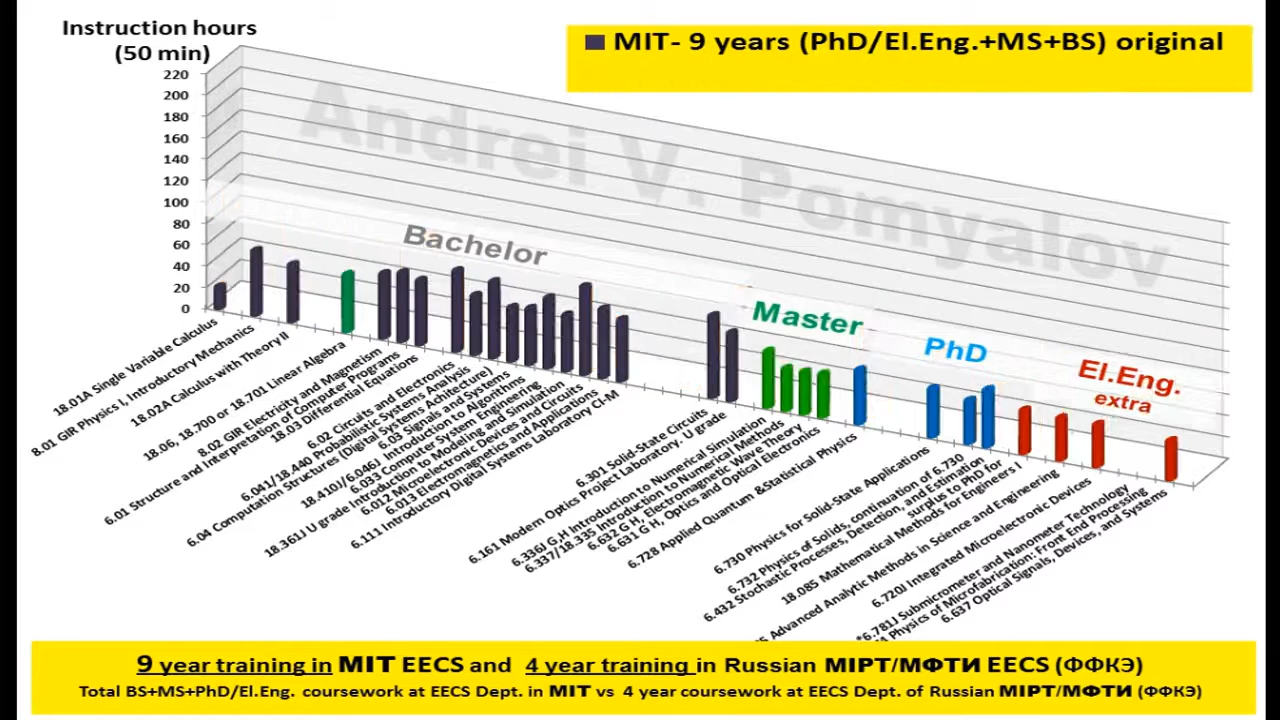 Instruction hours
(50 min)
MIT- 9 years (PhD/El.Eng.+MS+BS) original
220
200
180
160
140
120
100
80
60
40
20
0
Andrei V. Pomyalov
Bachelor
Master
PhD
El.Eng.
extra
18.01A Single Variable Calculus
8.01 GIR Physics I, Introductory Mechanics
18.02A Calculus with Theory II
18.06, 18.700 or 18.701 Linear Algebra
8.02 GIR Electricity and Magnetism
6.01 Structure and Interpretation of Computer Programs
18.03 Differential Equations
6.02 Circuits and Electronics
6.041/18.440 Probabilistic Systems Analysis
6.04 Computation Structures (Digital Systems Achitecture)
6.03 Signals and Systems
18.410J/6.046J Introduction to Algorithms
6.033 Computer System Engineering
18.361J U grade Introduction to Modeling and Simulation
6.012 Microelectronic Devices and Circuits
6.013 Electromagnetics and Applications
6.111 Introductory Digital Systems Laboratory CI-M
6.301 Solid-State Circuits
6.161 Modern Optics Project Laboratory, U grade
6.336J G,H Introduction to Numerical Simulation
6.337/18.335 Introduction to Numerical Methods
6.632 G H, Electromagnetic Wave Theory
6.631 G H, Optics and Optical Electronics
6.728 Applied Quantum &Statistical Physics
6.730 Physics for Solid-State Applications
6.732 Physics of Solids, continuation of 6.730
6.432 Stochastic Processes, Detection, and Estimation
surplus to PhD for
18.085 Mathematical Methods for Engineers I
Advanced Analytic Methods in Science and Engineering
6.720J Integrated Microelectronic Devices
*6.781J Submicrometer and Nanometer Technology
Physics of Microfabrication: Front End Processing
6.637 Optical Signals, Devices, and Systems
9 year training in MIT EECS and 4 year training in Russian MIPT/МФТИ EECS (ФФКЭ)
Total BS+MS+PhD/El.Eng. coursework at EECS Dept. in MIT vs 4 year coursework at EECS Dept. of Russian MIPT/МФТИ (ФФКЭ)